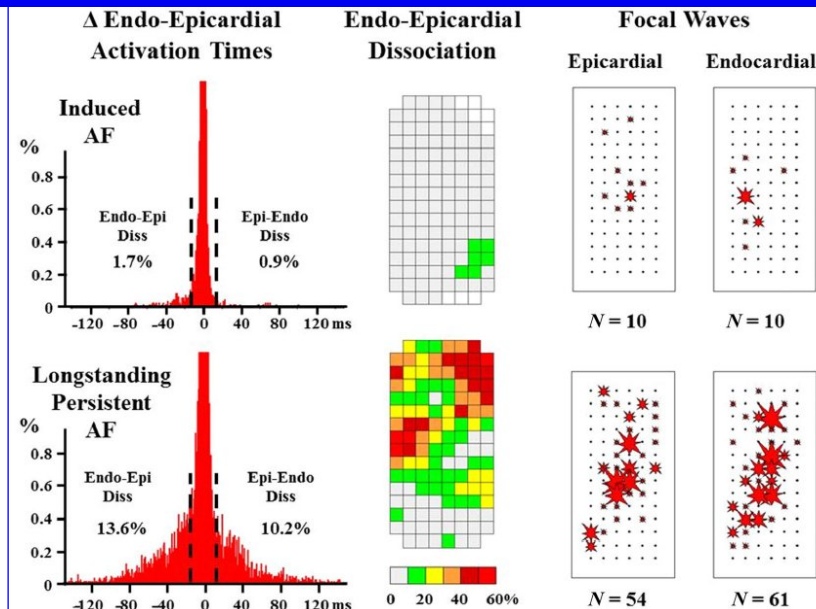 Δ Endo-Epicardial
Activation Times
Endo-Epicardial
Dissociation
Focal Waves
Epicardial
Endocardial
Induced
AF
%
0.8
0.6
0.4
0.2
0
Endo-Epi
Diss
1.7%
Epi-Endo
Diss
0.9%
-120 -80 -40 0 40 80 120 ms
N = 10
N = 10
Longstanding
Persistent
AF
%
0.8
0.6
0.4
0.2
0
Endo-Epi
Diss
13.6%
Epi-Endo
Diss
10.2%
-120 -80 -40 0 40 80 120 ms
0 20 40 60%
N = 54
N = 61